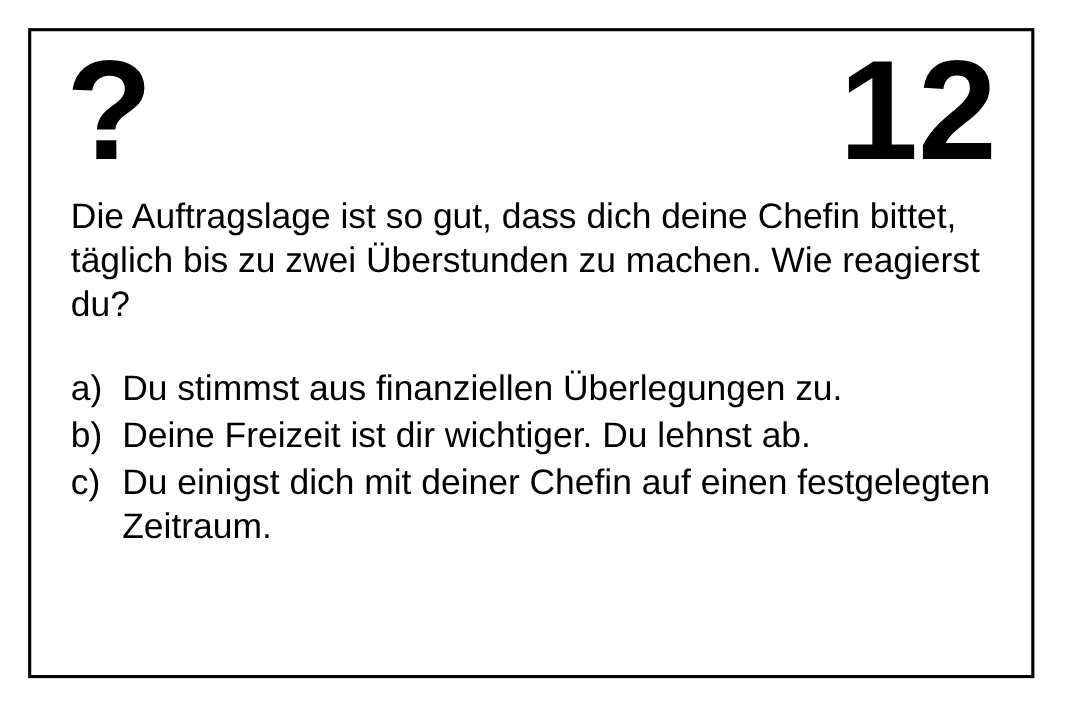 ? 12
Die Auftragslage ist so gut, dass dich deine Chefin bittet,
täglich bis zu zwei Überstunden zu machen. Wie reagierst
du?
a) Du stimmst aus finanziellen Überlegungen zu.
b) Deine Freizeit ist dir wichtiger. Du lehnst ab.
c) Du einigst dich mit deiner Chefin auf einen festgelegten
Zeitraum.